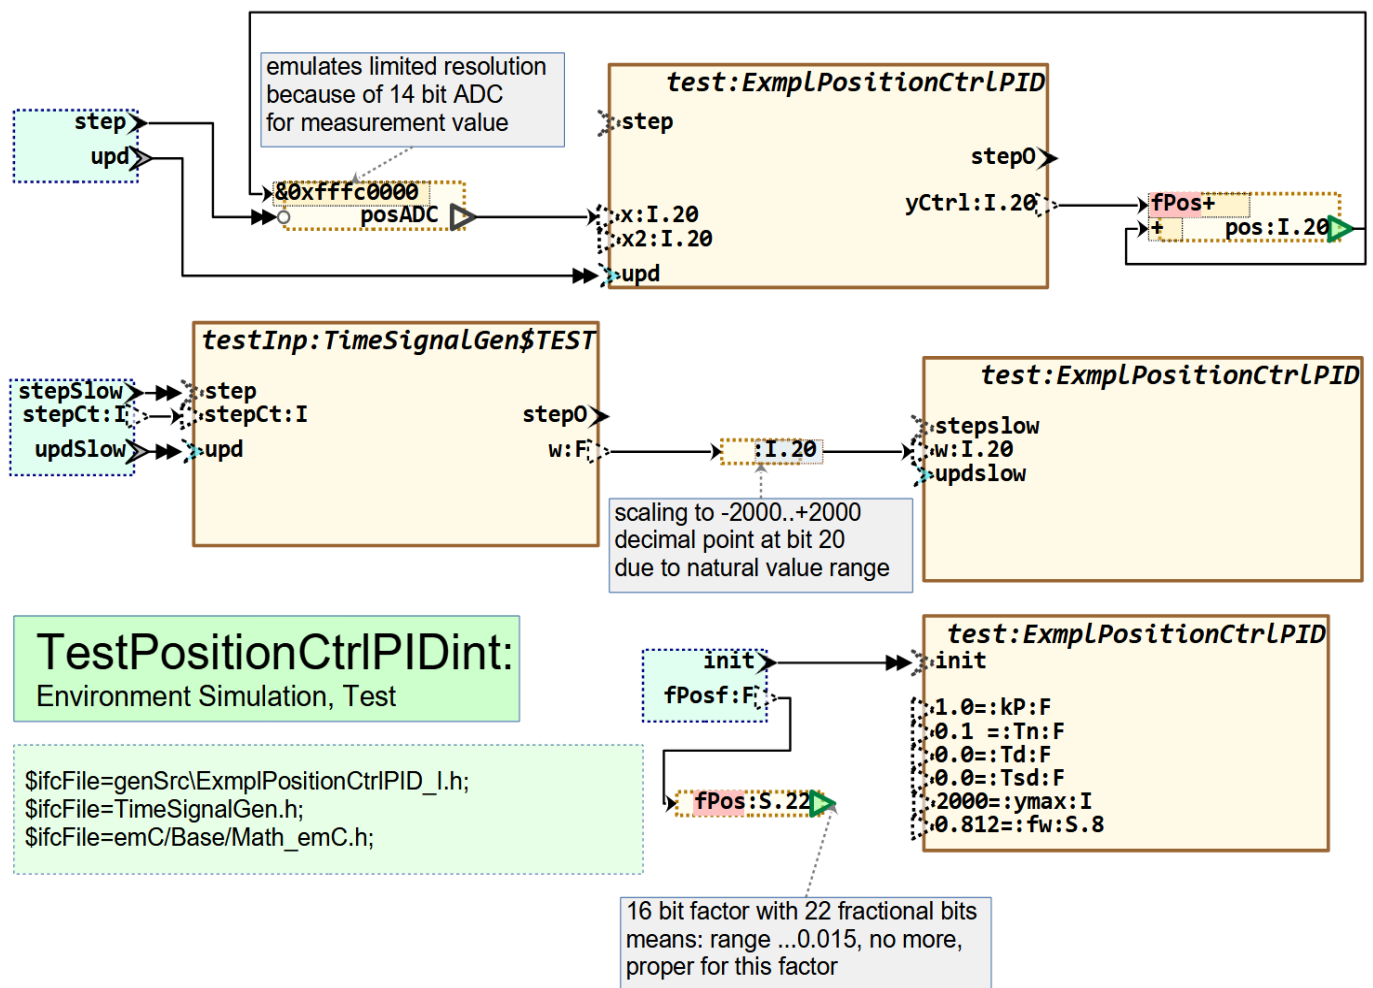 emulates limited resolution
because of 14 bit ADC
for measurement value
test:ExmplPositionCtrlPID
step
upd
step
stepO
&0xfffc0000
posADC
x:I.20
x2:I.20
upd
yCtrl:I.20
fPos+
+ pos:I.20
testInp:TimeSignalGen$TEST
stepSlow
stepCt:I
updSlow
step
stepCt:I
upd
stepO
w:F
:I.20
test:ExmplPositionCtrlPID
stepslow
w:I.20
updslow
scaling to -2000..+2000
decimal point at bit 20
due to natural value range
TestPositionCtrlPIDint:
Environment Simulation, Test
init
fPosf:F
test:ExmplPositionCtrlPID
init
1.0=:kP:F
0.1 =:Tn:F
0.0=:Td:F
0.0=:Tsd:F
2000=:ymax:I
0.812=:fw:S.8
fPos:S.22
$ifcFile=genSrc\ExmplPositionCtrlPID_I.h;
$ifcFile=TimeSignalGen.h;
$ifcFile=emC/Base/Math_emC.h;
16 bit factor with 22 fractional bits
means: range ...0.015, no more,
proper for this factor